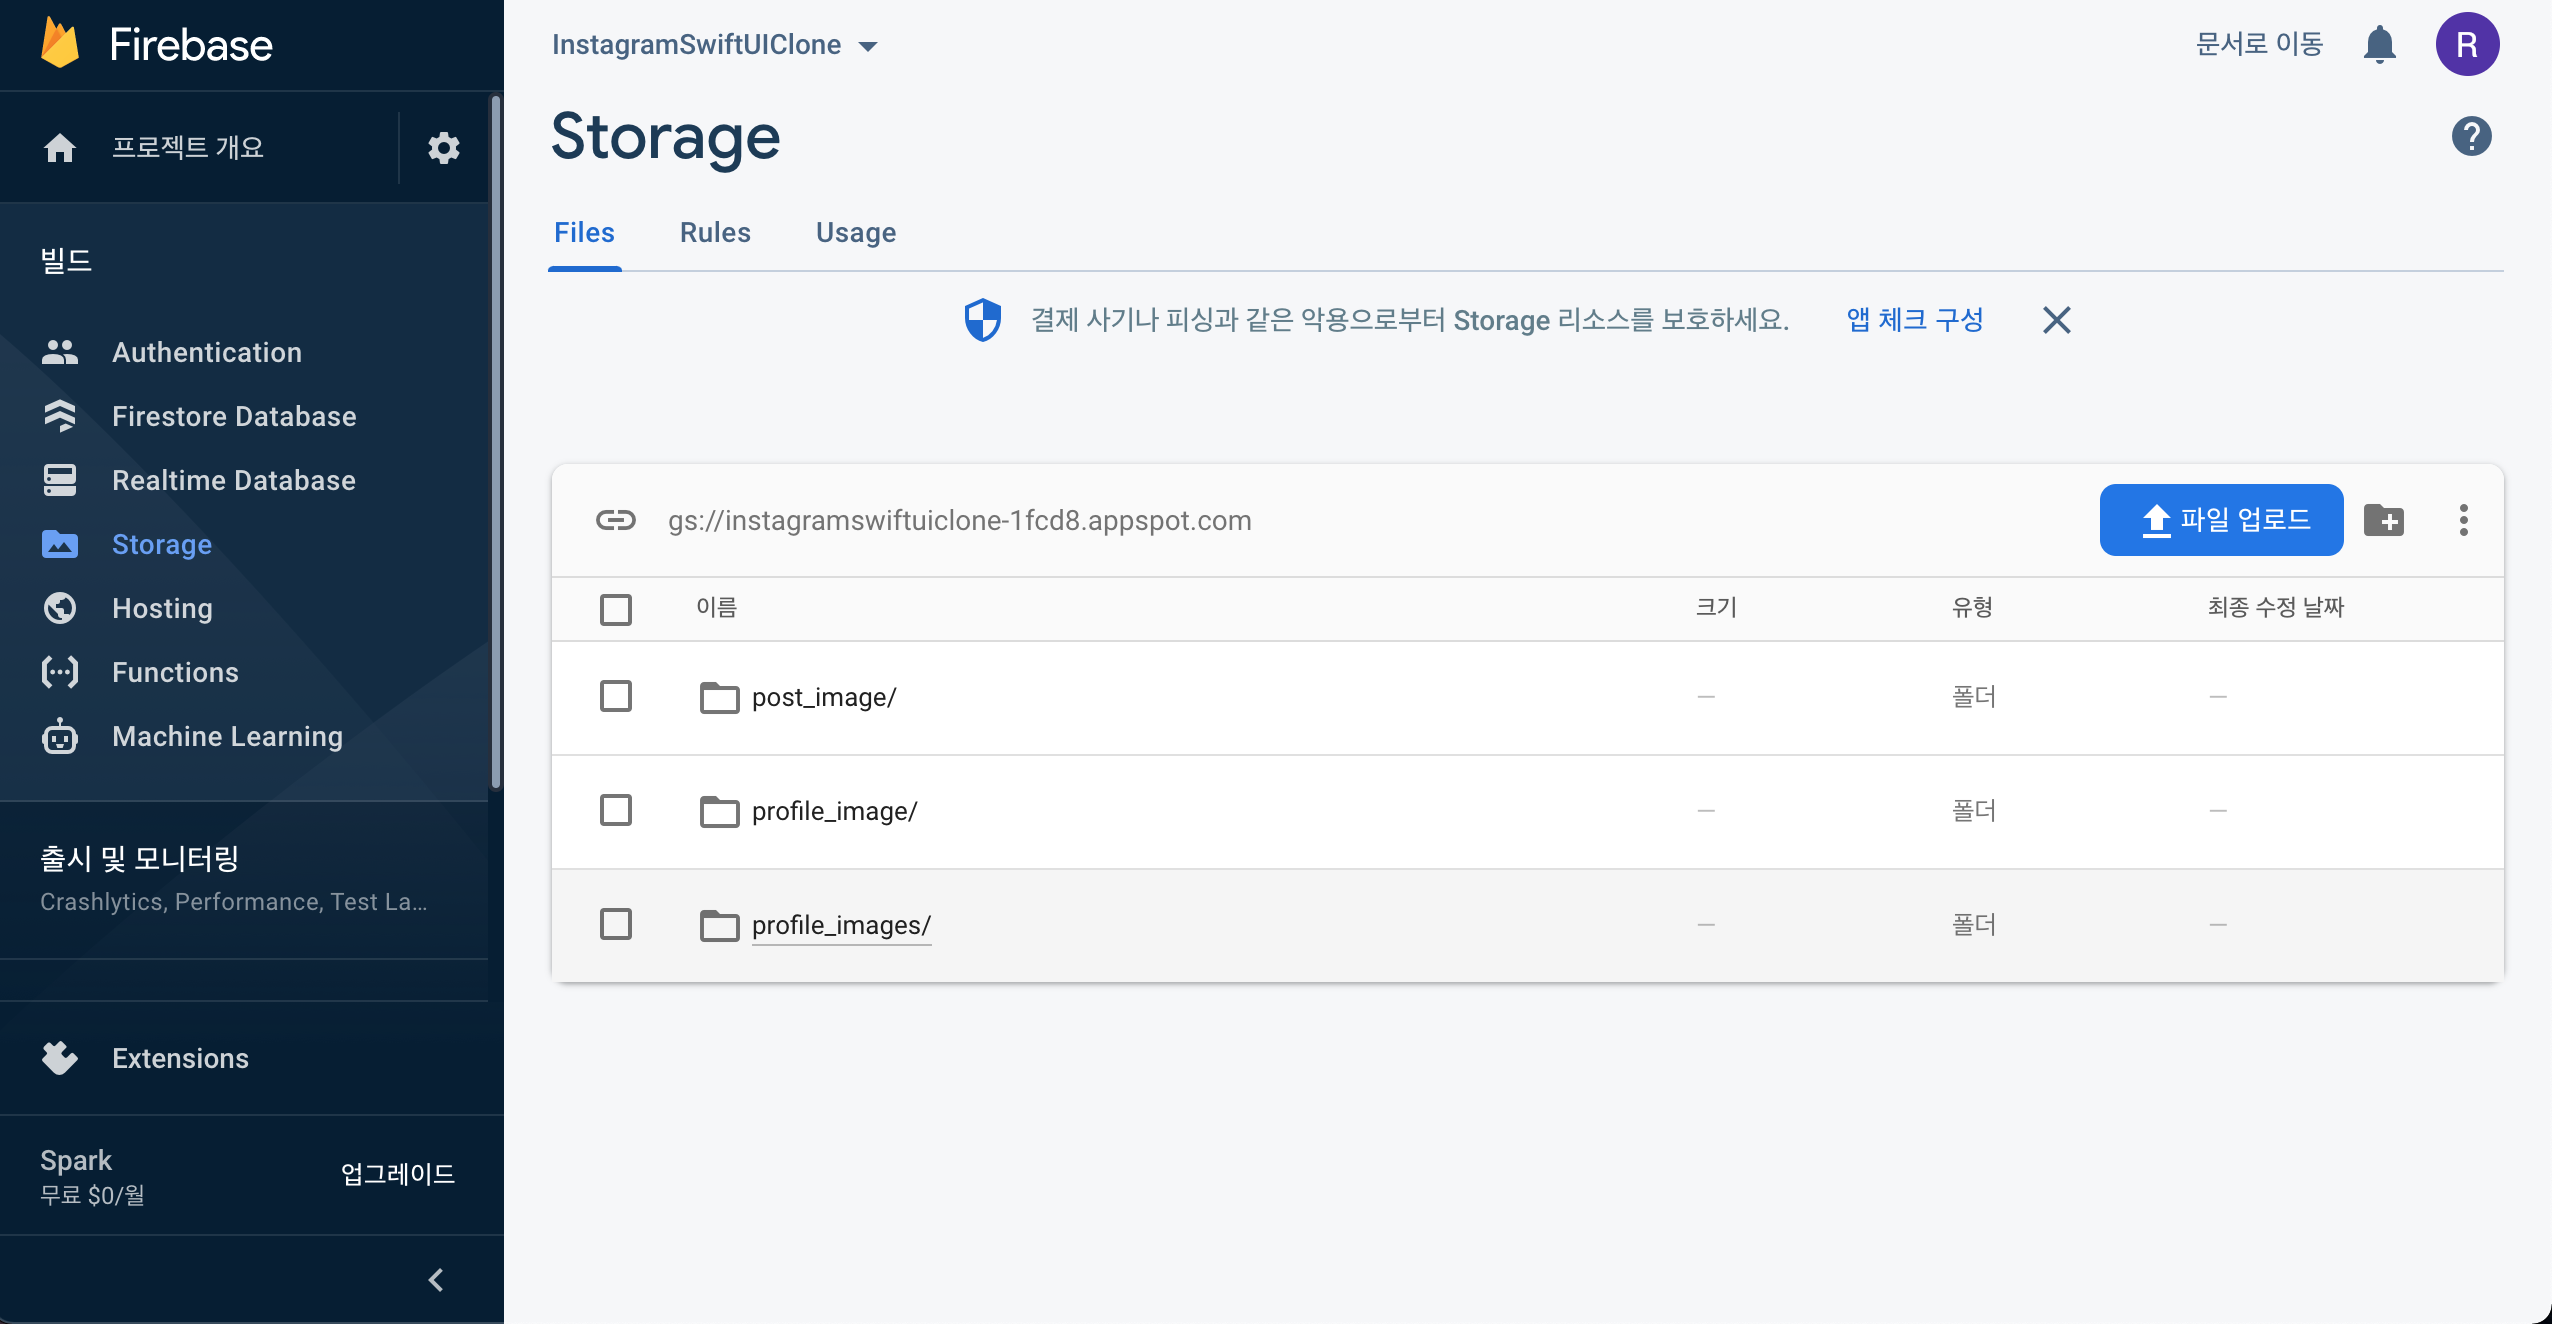 Firebase
프로젝트 개요
빌드
Authentication
Firestore Database
Realtime Database
Storage
Hosting
Functions
Machine Learning
출시 및 모니터링
Crashlytics, Performance, Test La...
Extensions
Spark
무료 $0/월
업그레이드
InstagramSwiftUIClone
문서로 이동
R
Storage
?
Files Rules Usage
결제 사기나 피싱과 같은 악용으로부터 Storage 리소스를 보호하세요. 앱 체크 구성
gs://instagramswiftuiclone-1fcd8.appspot.com
파일 업로드
이름 크기 유형 최종 수정 날짜
post_image/ — 폴더 —
profile_image/ — 폴더 —
profile_images/ — 폴더 —